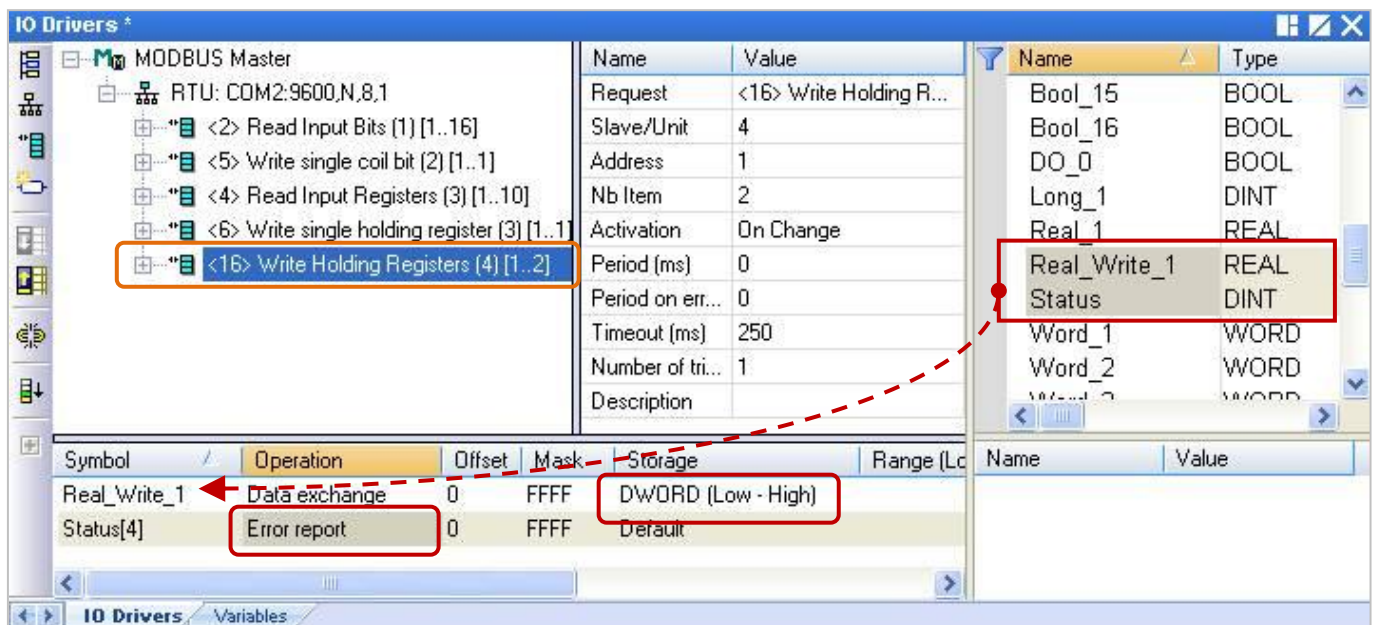 IO Drivers *
MODBUS Master
RTU: COM2:9600,N,8,1
<2> Read Input Bits (1) [1..16]
<5> Write single coil bit (2) [1..1]
<4> Read Input Registers (3) [1..10]
<6> Write single holding register (3) [1..1]
<16> Write Holding Registers (4) [1..2]
Name Value
Request <16> Write Holding R...
Slave/Unit 4
Address 1
Nb Item 2
Activation On Change
Period (ms) 0
Period on err... 0
Timeout (ms) 250
Number of tri... 1
Description
Name Type
Bool_15 BOOL
Bool_16 BOOL
DO_0 BOOL
Long_1 DINT
Real_1 REAL
Real_Write_1 REAL
Status DINT
Word_1 WORD
Word_2 WORD
Symbol Operation Offset Mask Storage Range (Lo
Real_Write_1 Data exchange 0 FFFF DWORD (Low - High)
Status[4] Error report 0 FFFF Default
Name Value
IO Drivers Variables